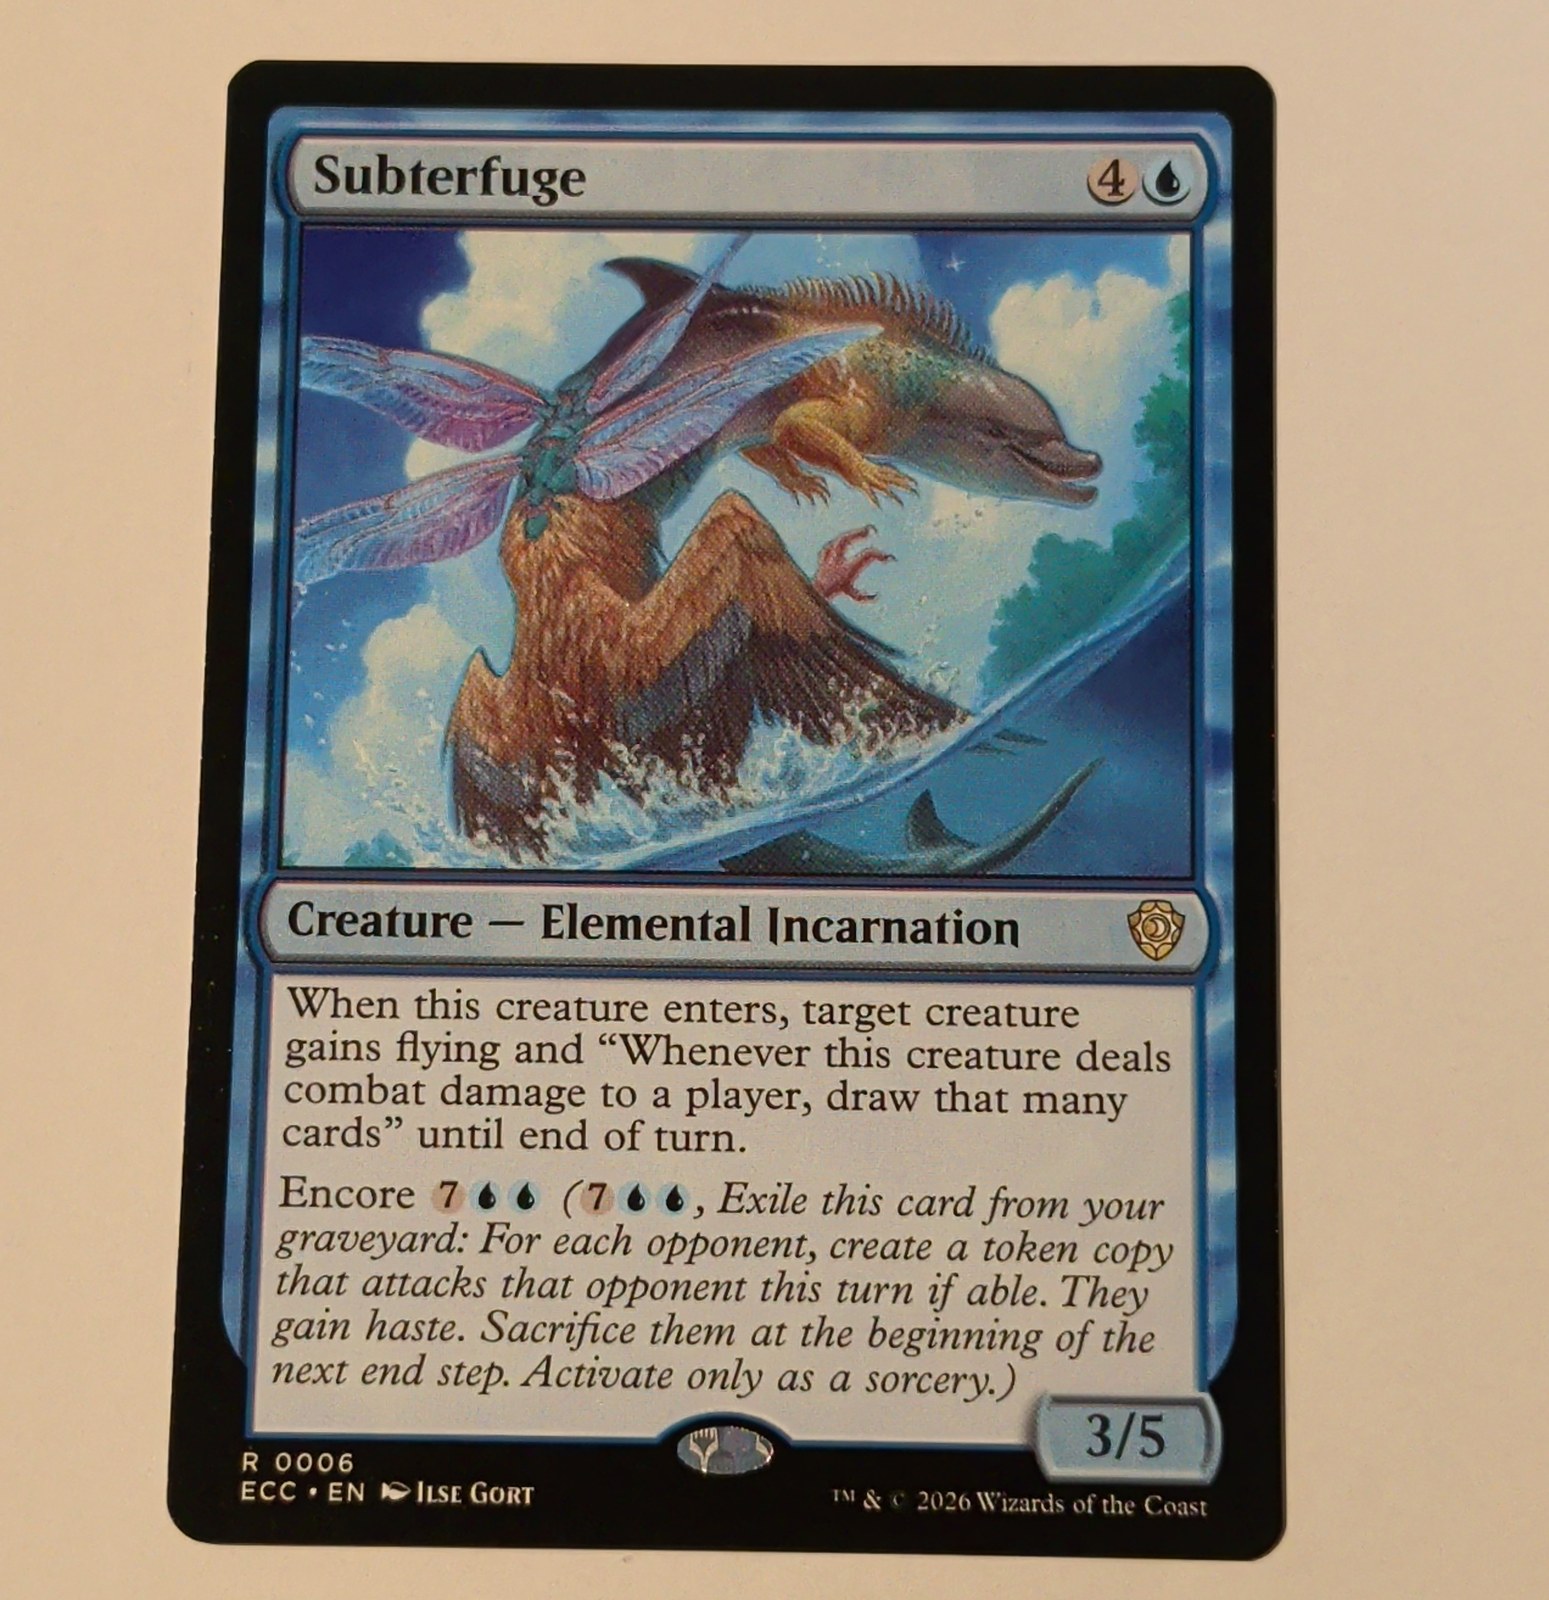 Subterfuge 4
Creature — Elemental Incarnation
When this creature enters, target creature
gains flying and “Whenever this creature deals
combat damage to a player, draw that many
cards” until end of turn.
Encore 7 (7, Exile this card from your
graveyard: For each opponent, create a token copy
that attacks that opponent this turn if able. They
gain haste. Sacrifice them at the beginning of the
next end step. Activate only as a sorcery.)
3/5
R 0006
ECC • EN ILSE GORT
™ & © 2026 Wizards of the Coast